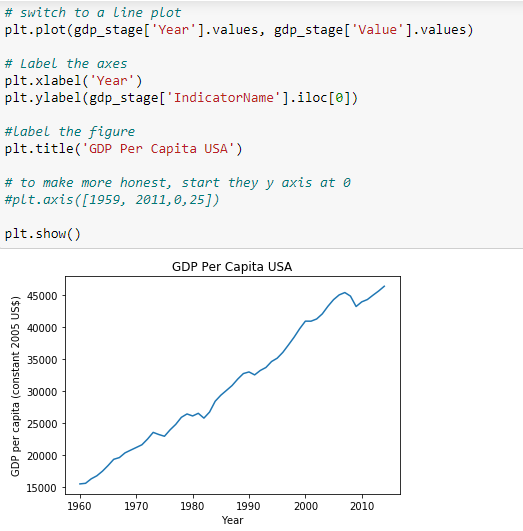 # switch to a line plot
plt.plot(gdp_stage['Year'].values, gdp_stage['Value'].values)
# Label the axes
plt.xlabel('Year')
plt.ylabel(gdp_stage['IndicatorName'].iloc[0])
#label the figure
plt.title('GDP Per Capita USA')
# to make more honest, start they y axis at 0
#plt.axis([1959, 2011,0,25])
plt.show()
GDP Per Capita USA
GDP per capita (constant 2005 US$)
45000
40000
35000
30000
25000
20000
15000
1960 1970 1980 1990 2000 2010
Year